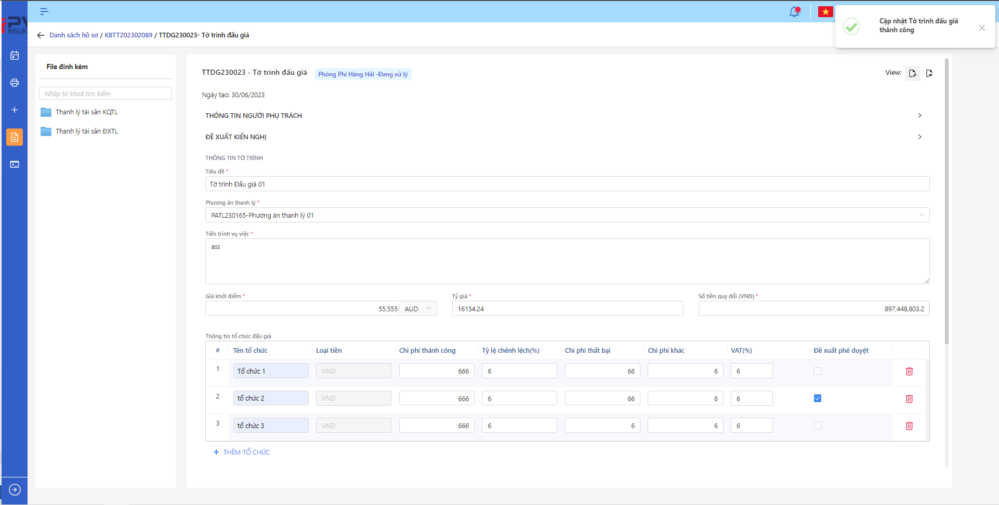 PV
INSUR
Cập nhật Tờ trình đấu giá
thành công
Danh sách hồ sơ / KBTT202302089 / TTDG230023- Tờ trình đấu giá
File đính kèm
Nhập từ khoá tìm kiếm
Thanh lý tài sản KQTL
Thanh lý tài sản ĐXTL
TTDG230023 - Tờ trình đấu giá
Phòng Phi Hàng Hải -Đang xử lý
View:
Ngày tạo: 30/06/2023
THÔNG TIN NGƯỜI PHỤ TRÁCH
ĐỀ XUẤT KIẾN NGHỊ
THÔNG TIN TỜ TRÌNH
Tiêu đề *
Tờ trình Đấu giá 01
Phương án thanh lý *
PATL230165-Phương án thanh lý 01
Tiến trình vụ việc *
ass
Giá khởi điểm * Tỷ giá * Số tiền quy đổi (VNĐ) *
55,555 AUD 16154.24 897,448,803.2
Thông tin tổ chức đấu giá
# Tên tổ chức Loại tiền Chi phí thành công Tỷ lệ chênh lệch(%) Chi phí thất bại Chi phí khác VAT(%) Đề xuất phê duyệt
1 Tổ chức 1 VND 666 6 66 6 6
2 tổ chức 2 VND 666 6 66 6 6
3 tổ chức 3 VND 666 6 6 6 6
+ THÊM TỔ CHỨC